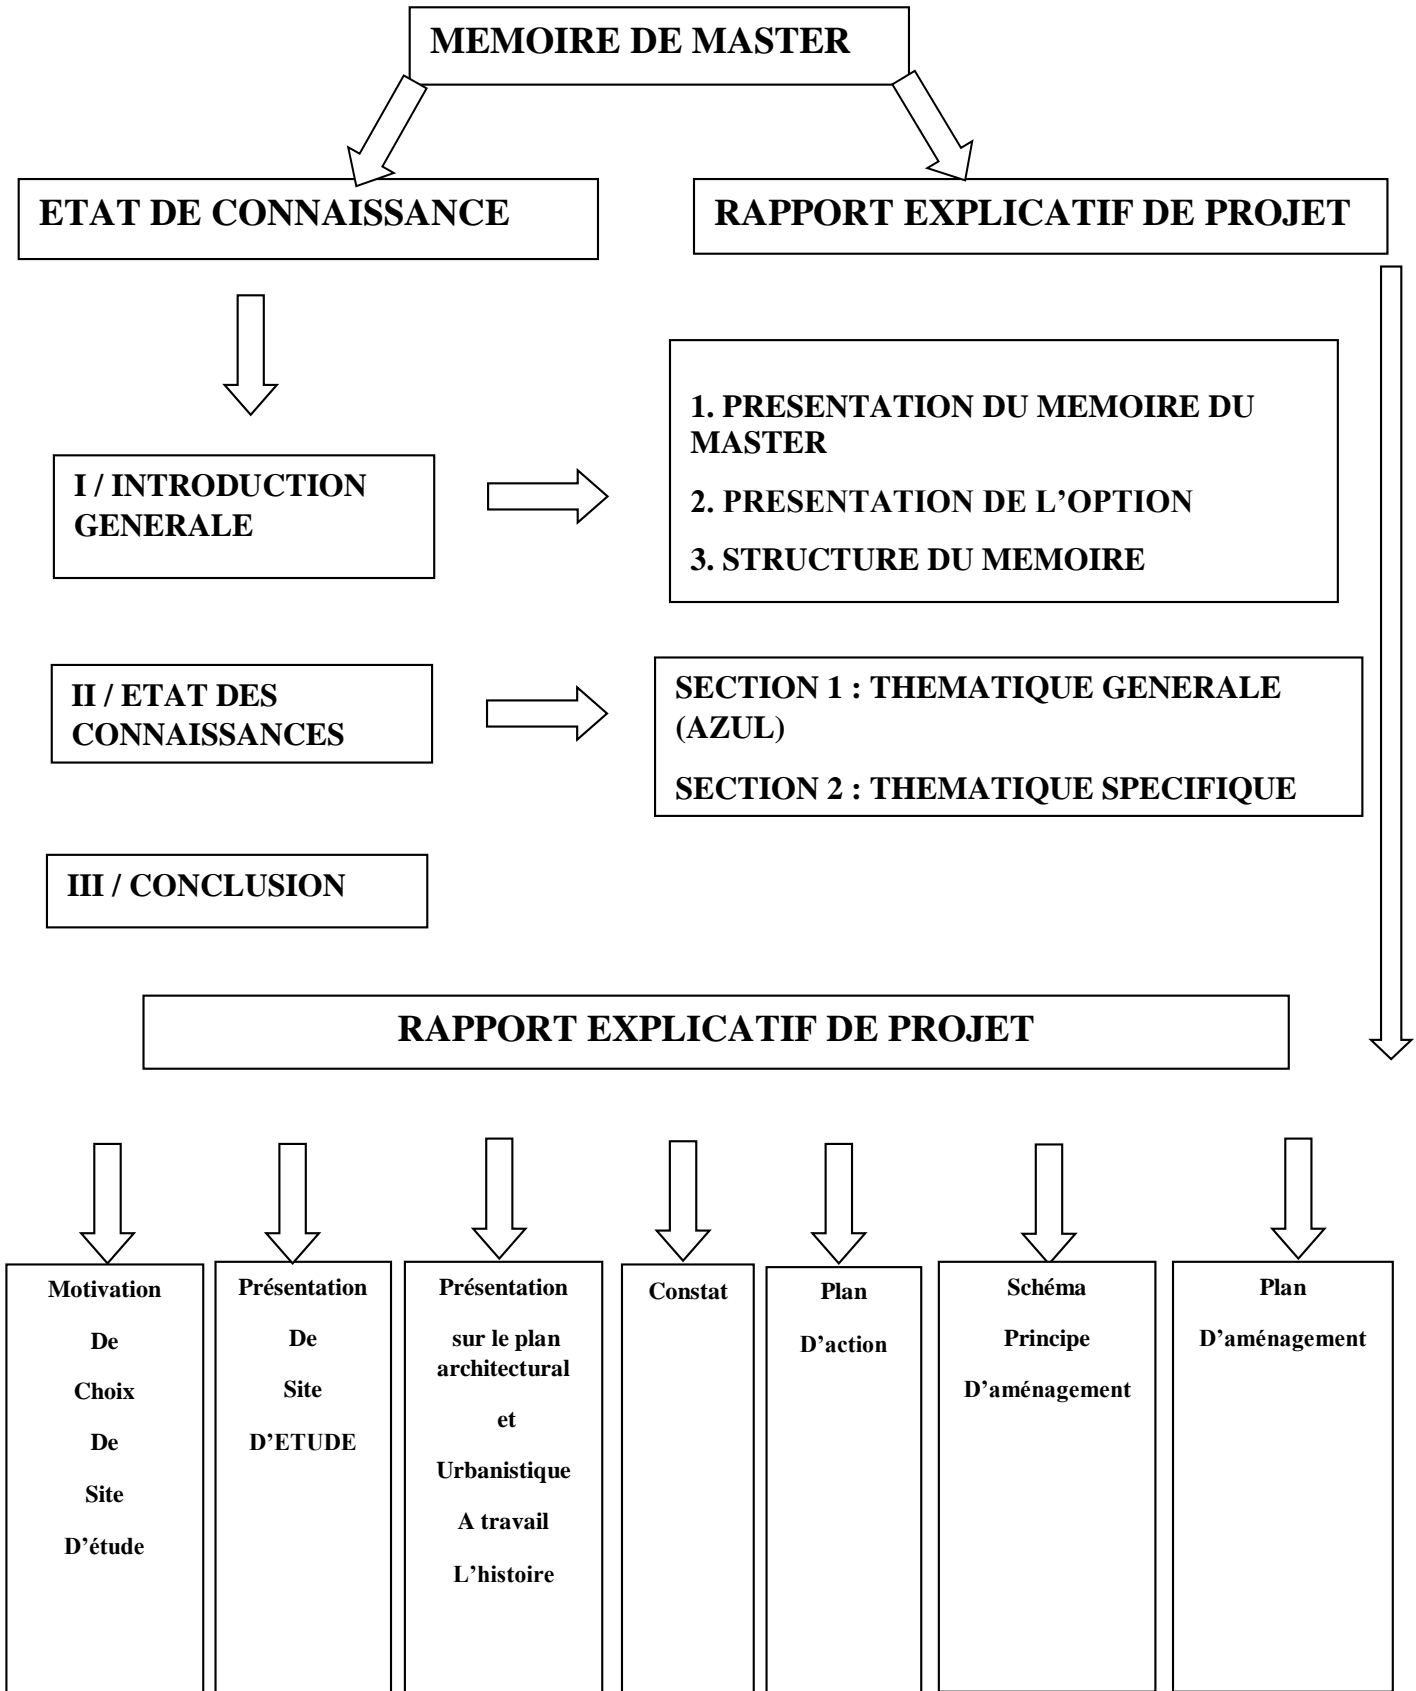 MEMOIRE DE MASTER
ETAT DE CONNAISSANCE
RAPPORT EXPLICATIF DE PROJET
I / INTRODUCTION
GENERALE
1. PRESENTATION DU MEMOIRE DU
MASTER
2. PRESENTATION DE L’OPTION
3. STRUCTURE DU MEMOIRE
II / ETAT DES
CONNAISSANCES
SECTION 1 : THEMATIQUE GENERALE
(AZUL)
SECTION 2 : THEMATIQUE SPECIFIQUE
III / CONCLUSION
RAPPORT EXPLICATIF DE PROJET
Motivation
De
Choix
De
Site
D’étude
Présentation
De
Site
D’ETUDE
Présentation
sur le plan
architectural
et
Urbanistique
A travail
L’histoire
Constat
Plan
D’action
Schéma
Principe
D’aménagement
Plan
D’aménagement